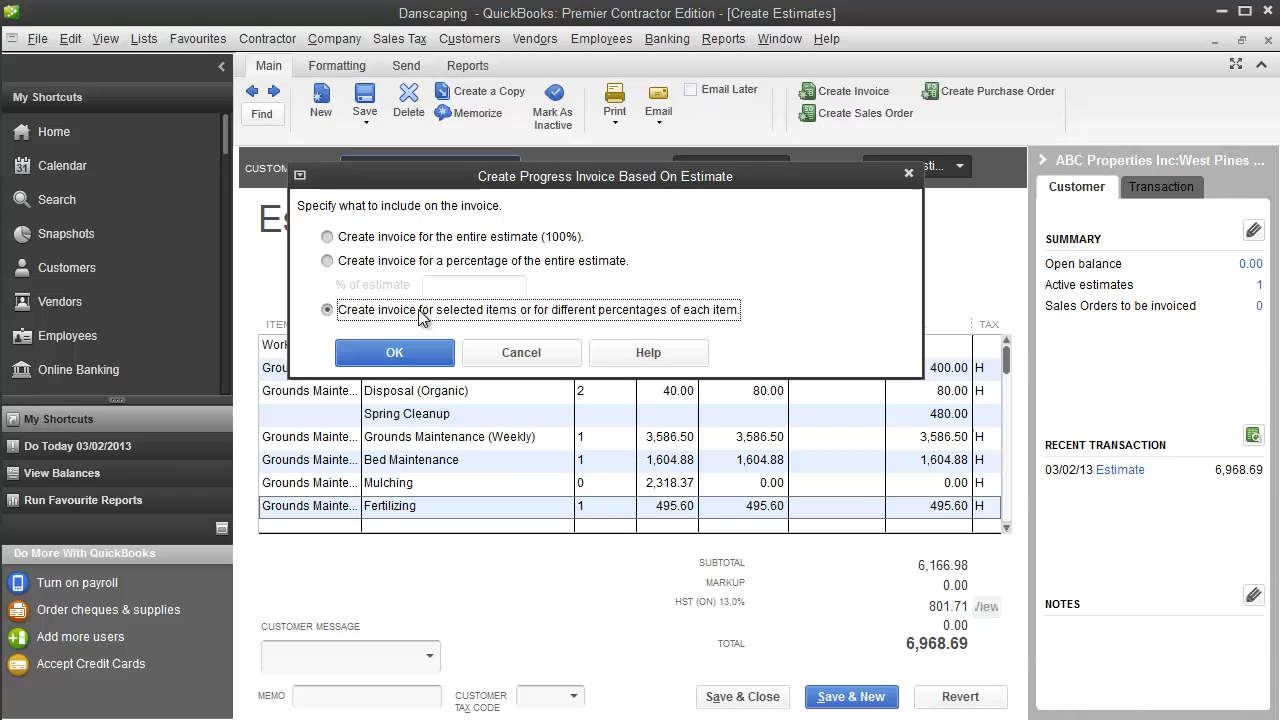 Danscaping - QuickBooks: Premier Contractor Edition - [Create Estimates]
File Edit View Lists Favourites Contractor Company Sales Tax Customers Vendors Employees Banking Reports Window Help
My Shortcuts
Home
Calendar
Search
Snapshots
Customers
Vendors
Employees
Online Banking
My Shortcuts
Do Today 03/02/2013
View Balances
Run Favourite Reports
Do More With QuickBooks
Turn on payroll
Order cheques & supplies
Add more users
Accept Credit Cards
Main Formatting Send Reports
Find
New
Save
Delete
Create a Copy
Memorize
Mark As
Inactive
Print
Email
Email Later
Create Invoice
Create Sales Order
Create Purchase Order
CUSTOM
sti...
Es
Create Progress Invoice Based On Estimate
Specify what to include on the invoice.
Create invoice for the entire estimate (100%).
Create invoice for a percentage of the entire estimate.
% of estimate
Create invoice for selected items or for different percentages of each item.
OK Cancel Help
ITEM TAX
Work
Grou 400.00 H
Grounds Mainte... Disposal (Organic) 2 40.00 80.00 80.00 H
Spring Cleanup 480.00
Grounds Mainte... Grounds Maintenance (Weekly) 1 3,586.50 3,586.50 3,586.50 H
Grounds Mainte... Bed Maintenance 1 1,604.88 1,604.88 1,604.88 H
Grounds Mainte... Mulching 0 2,318.37 0.00 0.00 H
Grounds Mainte... Fertilizing 1 495.60 495.60 495.60 H
SUBTOTAL 6,166.98
MARKUP 0.00
HST (ON) 13.0% 801.71 View
0.00
TOTAL 6,968.69
CUSTOMER MESSAGE
MEMO
CUSTOMER
TAX CODE
Save & Close Save & New Revert
ABC Properties Inc:West Pines ...
Customer Transaction
SUMMARY
Open balance 0.00
Active estimates 1
Sales Orders to be invoiced 0
RECENT TRANSACTION
03/02/13 Estimate 6,968.69
NOTES